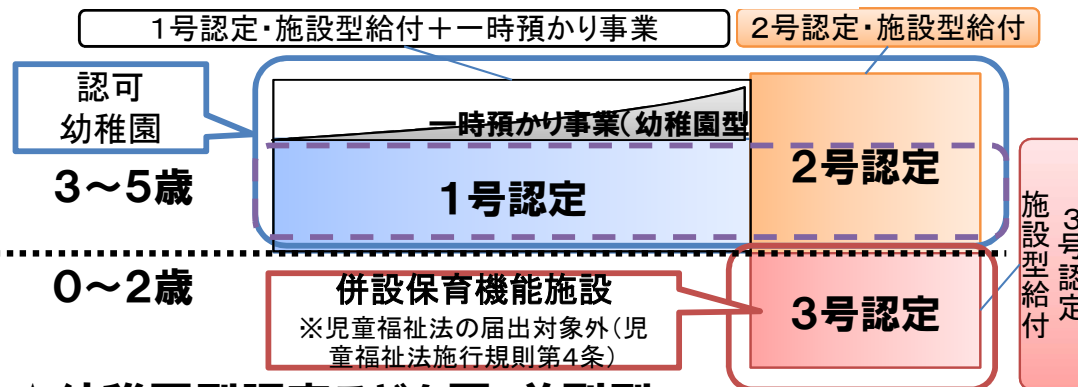 1号認定・施設型給付+一時預かり事業
2号認定・施設型給付
認可
幼稚園
一時預かり事業(幼稚園型
3～5歳
1号認定
2号認定
3号認定
施設型給付
0～2歳
併設保育機能施設
※児童福祉法の届出対象外(児
童福祉法施行規則第4条)
3号認定